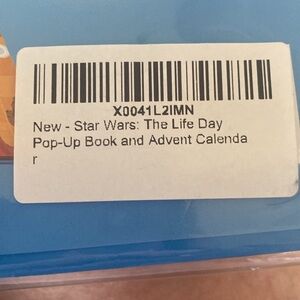 X0041L2IMN
New - Star Wars: The Life Day
Pop-Up Book and Advent Calenda
r